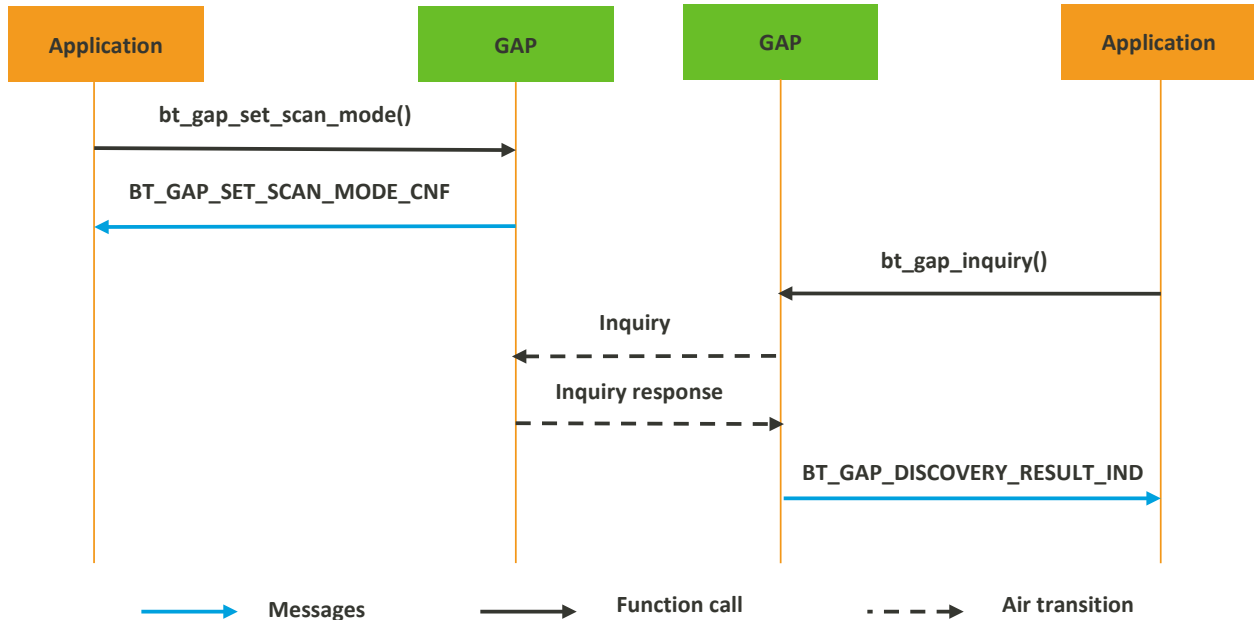 Application
GAP
GAP
Application
bt_gap_set_scan_mode()
BT_GAP_SET_SCAN_MODE_CNF
bt_gap_inquiry()
Inquiry
Inquiry response
BT_GAP_DISCOVERY_RESULT_IND
Messages
Function call
Air transition